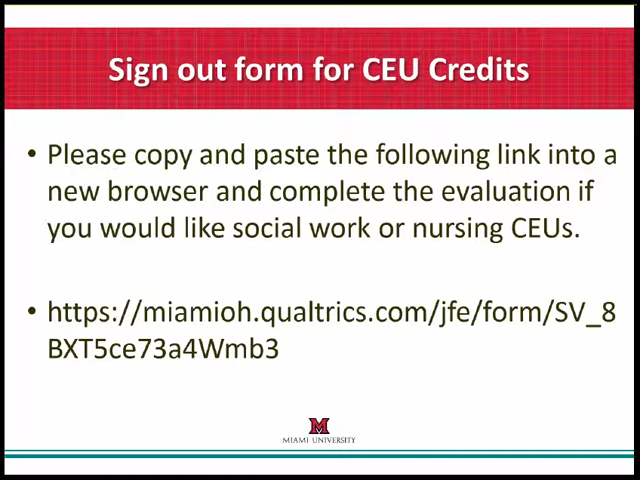 Sign out form for CEU Credits
• Please copy and paste the following link into a
new browser and complete the evaluation if
you would like social work or nursing CEUs.
• https://miamioh.qualtrics.com/jfe/form/SV_8
BXT5ce73a4Wmb3
M
MIAMI UNIVERSITY